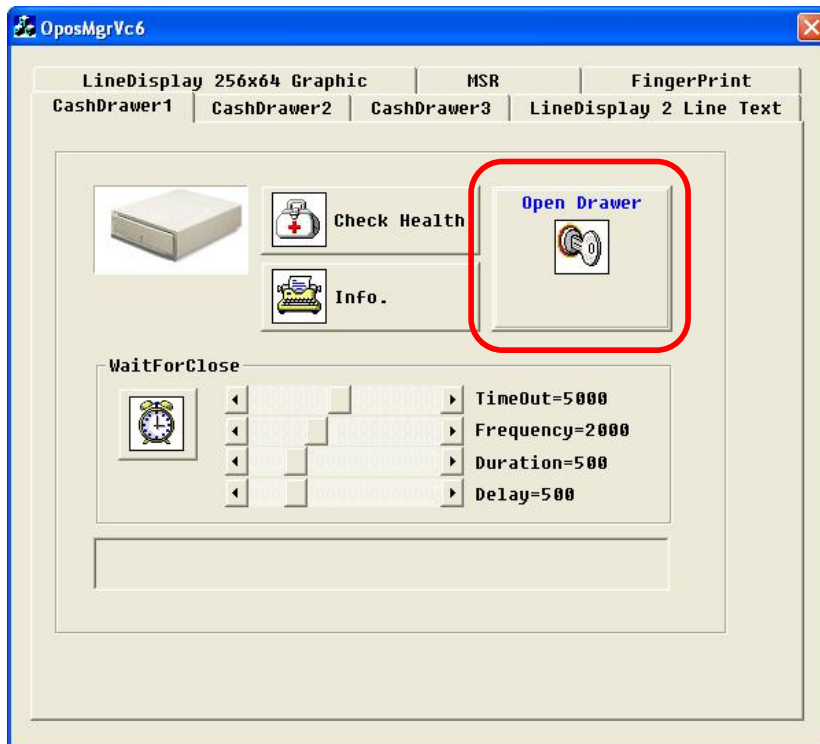 OposMgrVc6
LineDisplay 256x64 Graphic MSR FingerPrint
CashDrawer1 CashDrawer2 CashDrawer3 LineDisplay 2 Line Text
Check Health
Open Drawer
Info.
WaitForClose
TimeOut=5000
Frequency=2000
Duration=500
Delay=500